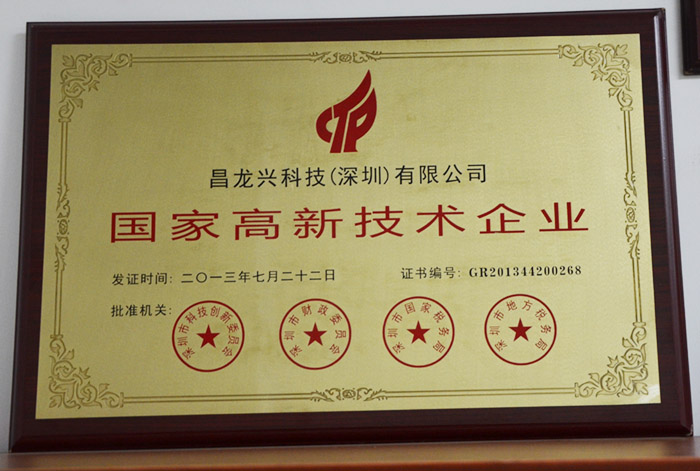 CTP
昌龙兴科技(深圳)有限公司
国家高新技术企业
发证时间: 二〇一三年七月二十二日 证书编号: GR201344200268
批准机关:
深圳市科技创新委员会
深圳市财政委员会
深圳市国家税务局
深圳市地方税务局